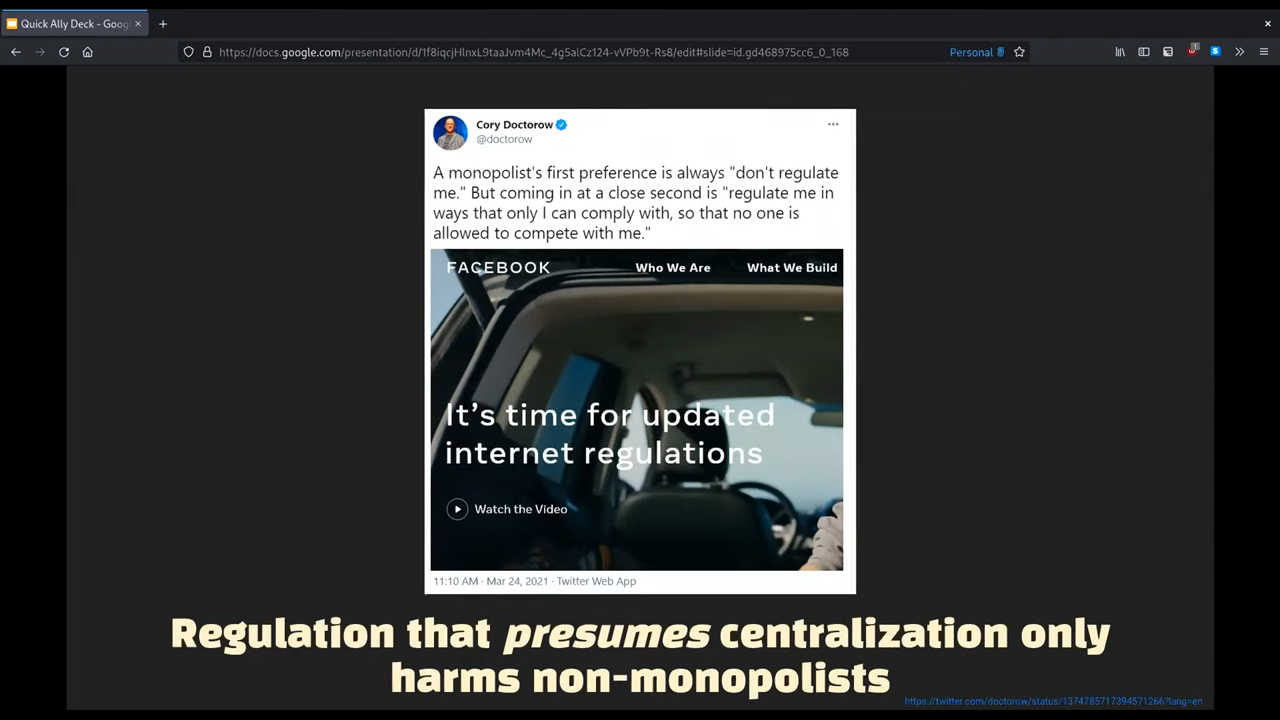 Quick Ally Deck - Goog
https://docs.google.com/presentation/d/1f8iqcjHlnxL9taaJvm4Mc_4g5alCz124-vVPb9t-Rs8/edit#slide=id.gd468975cc6_0_168
Personal
Cory Doctorow
@doctorow
A monopolist's first preference is always "don't regulate
me." But coming in at a close second is "regulate me in
ways that only I can comply with, so that no one is
allowed to compete with me."
FACEBOOK Who We Are What We Build
It's time for updated
internet regulations
Watch the Video
11:10 AM · Mar 24, 2021 · Twitter Web App
Regulation that presumes centralization only
harms non-monopolists
https://twitter.com/doctorow/status/1374785717394571266?lang=en